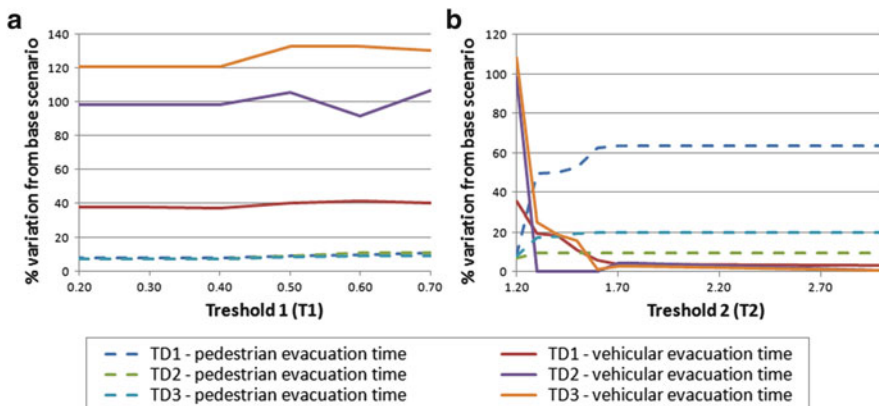 a
% variation from base scenario
140
120
100
80
60
40
20
0
0.20 0.30 0.40 0.50 0.60 0.70
Treshold 1 (T1)
b
% variation from base scenario
120
100
80
60
40
20
0
1.20 1.70 2.20 2.70
Treshold 2 (T2)
TD1 - pedestrian evacuation time
TD2 - pedestrian evacuation time
TD3 - pedestrian evacuation time
TD1 - vehicular evacuation time
TD2 - vehicular evacuation time
TD3 - vehicular evacuation time